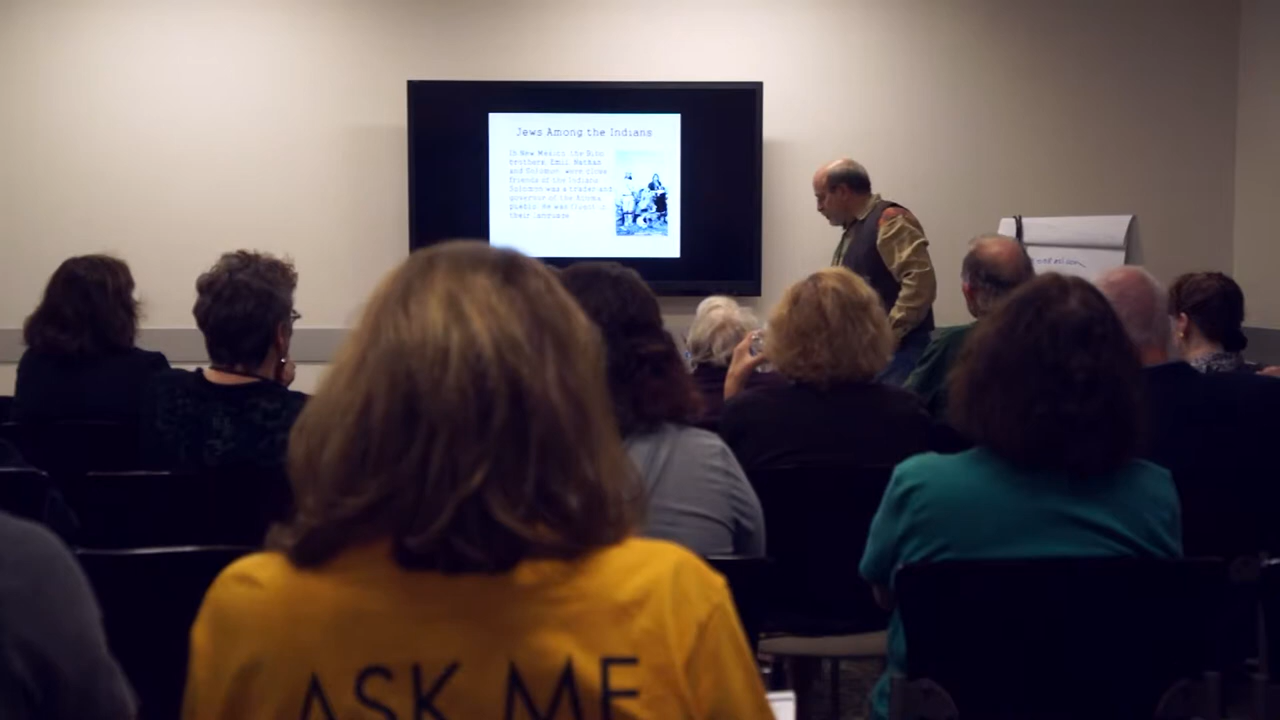 Jews Among the Indians
In New Mexico, the Bibo
brothers, Emil, Nathan
and Solomon, were close
friends of the Indians.
Solomon was a trader and
governor of the Acoma
pueblo. He was fluent in
their language.
ASK ME